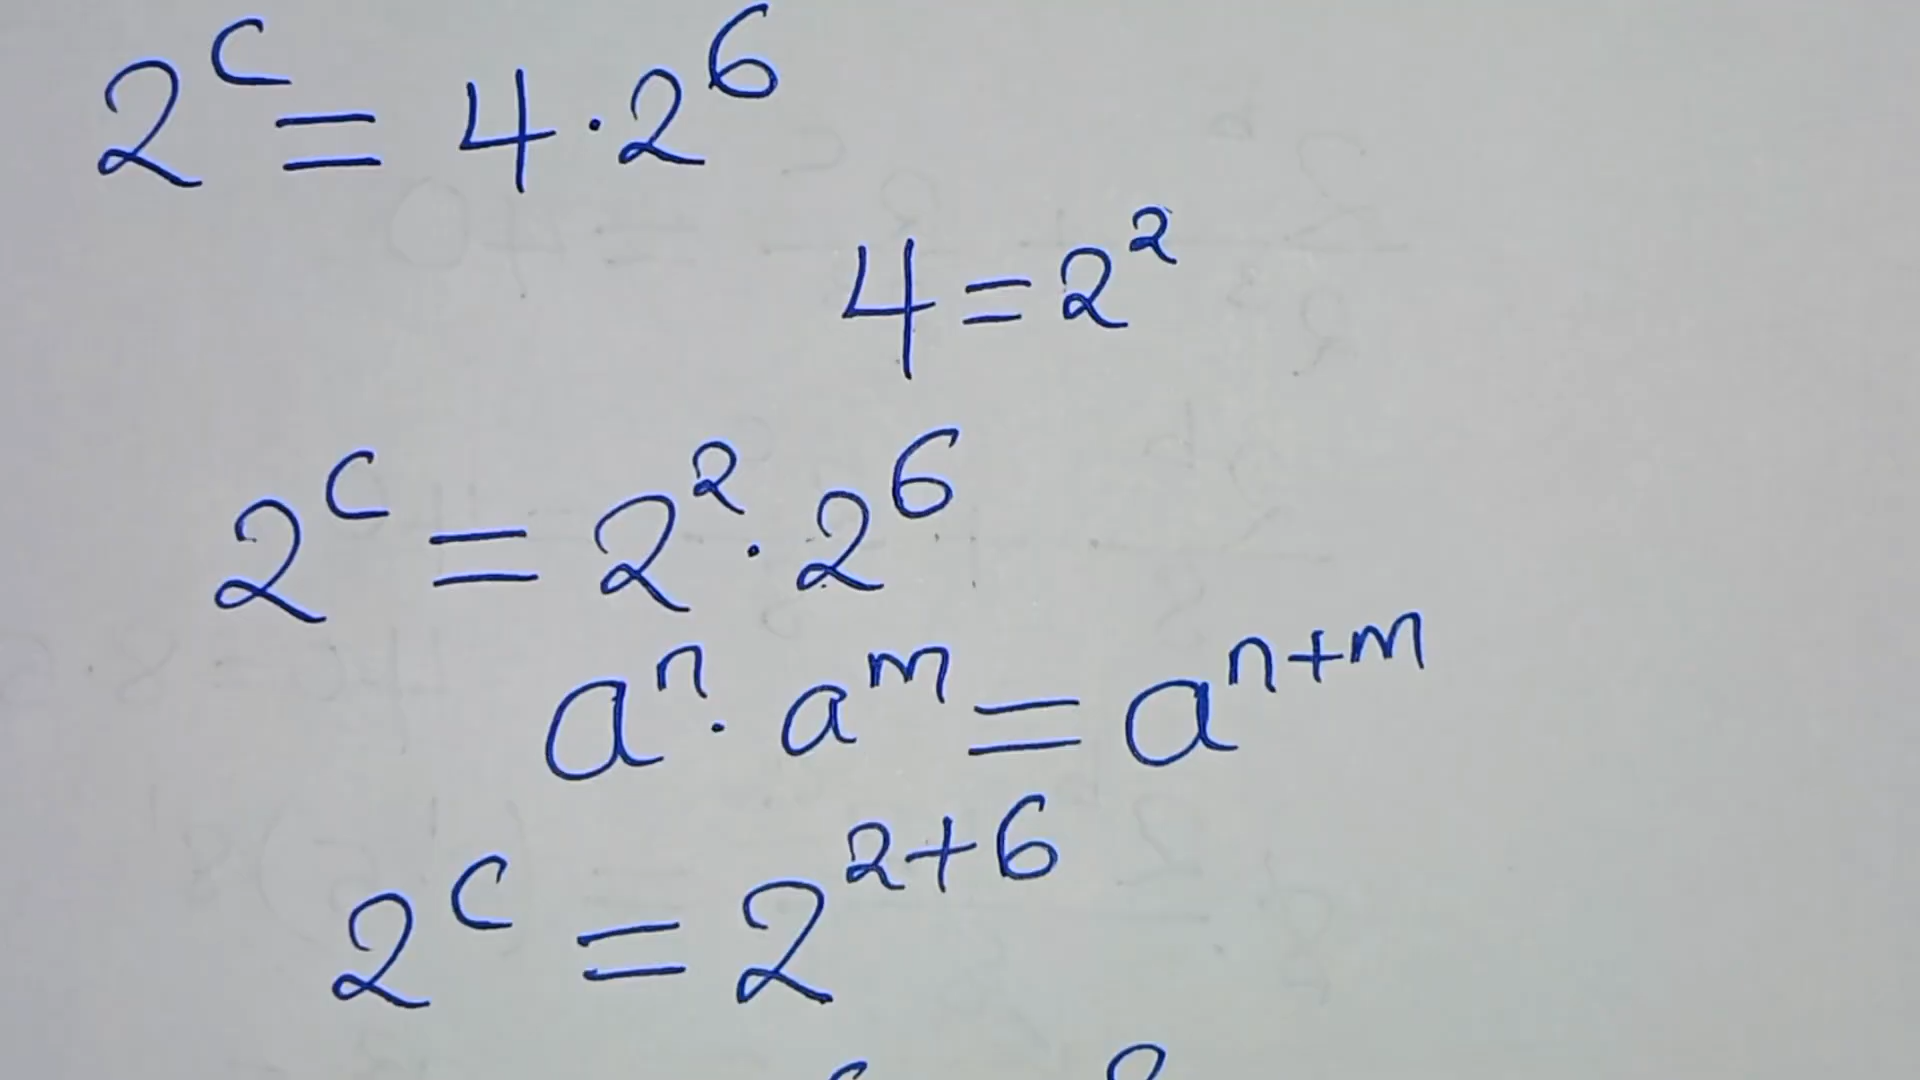 2^c = 4 · 2^6
4 = 2^2
2^c = 2^2 · 2^6
a^n · a^m = a^{n+m}
2^c = 2^{2+6}